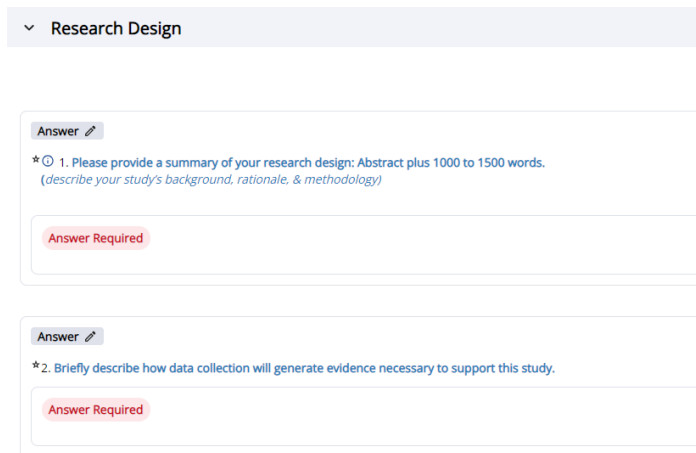 Research Design
Answer
* 1. Please provide a summary of your research design: Abstract plus 1000 to 1500 words.
(describe your study's background, rationale, & methodology)
Answer Required
Answer
*2. Briefly describe how data collection will generate evidence necessary to support this study.
Answer Required